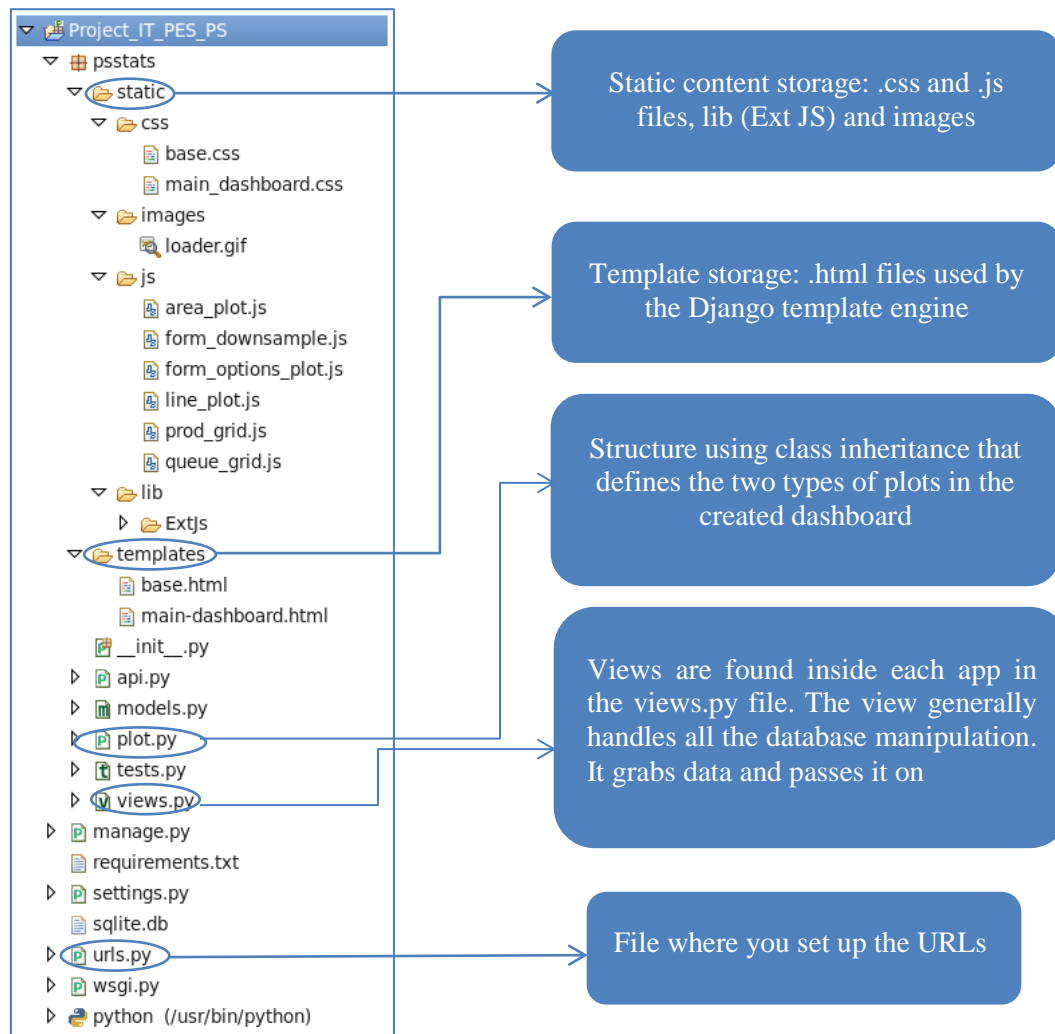 Project_IT_PES_PS
psstats
static
css
base.css
main_dashboard.css
images
loader.gif
js
area_plot.js
form_downsample.js
form_options_plot.js
line_plot.js
prod_grid.js
queue_grid.js
lib
ExtJs
templates
base.html
main-dashboard.html
__init__.py
api.py
models.py
plot.py
tests.py
views.py
manage.py
requirements.txt
settings.py
sqlite.db
urls.py
wsgi.py
python (/usr/bin/python)
Static content storage: .css and .js
files, lib (Ext JS) and images
Template storage: .html files used by
the Django template engine
Structure using class inheritance that
defines the two types of plots in the
created dashboard
Views are found inside each app in
the views.py file. The view generally
handles all the database manipulation.
It grabs data and passes it on
File where you set up the URLs